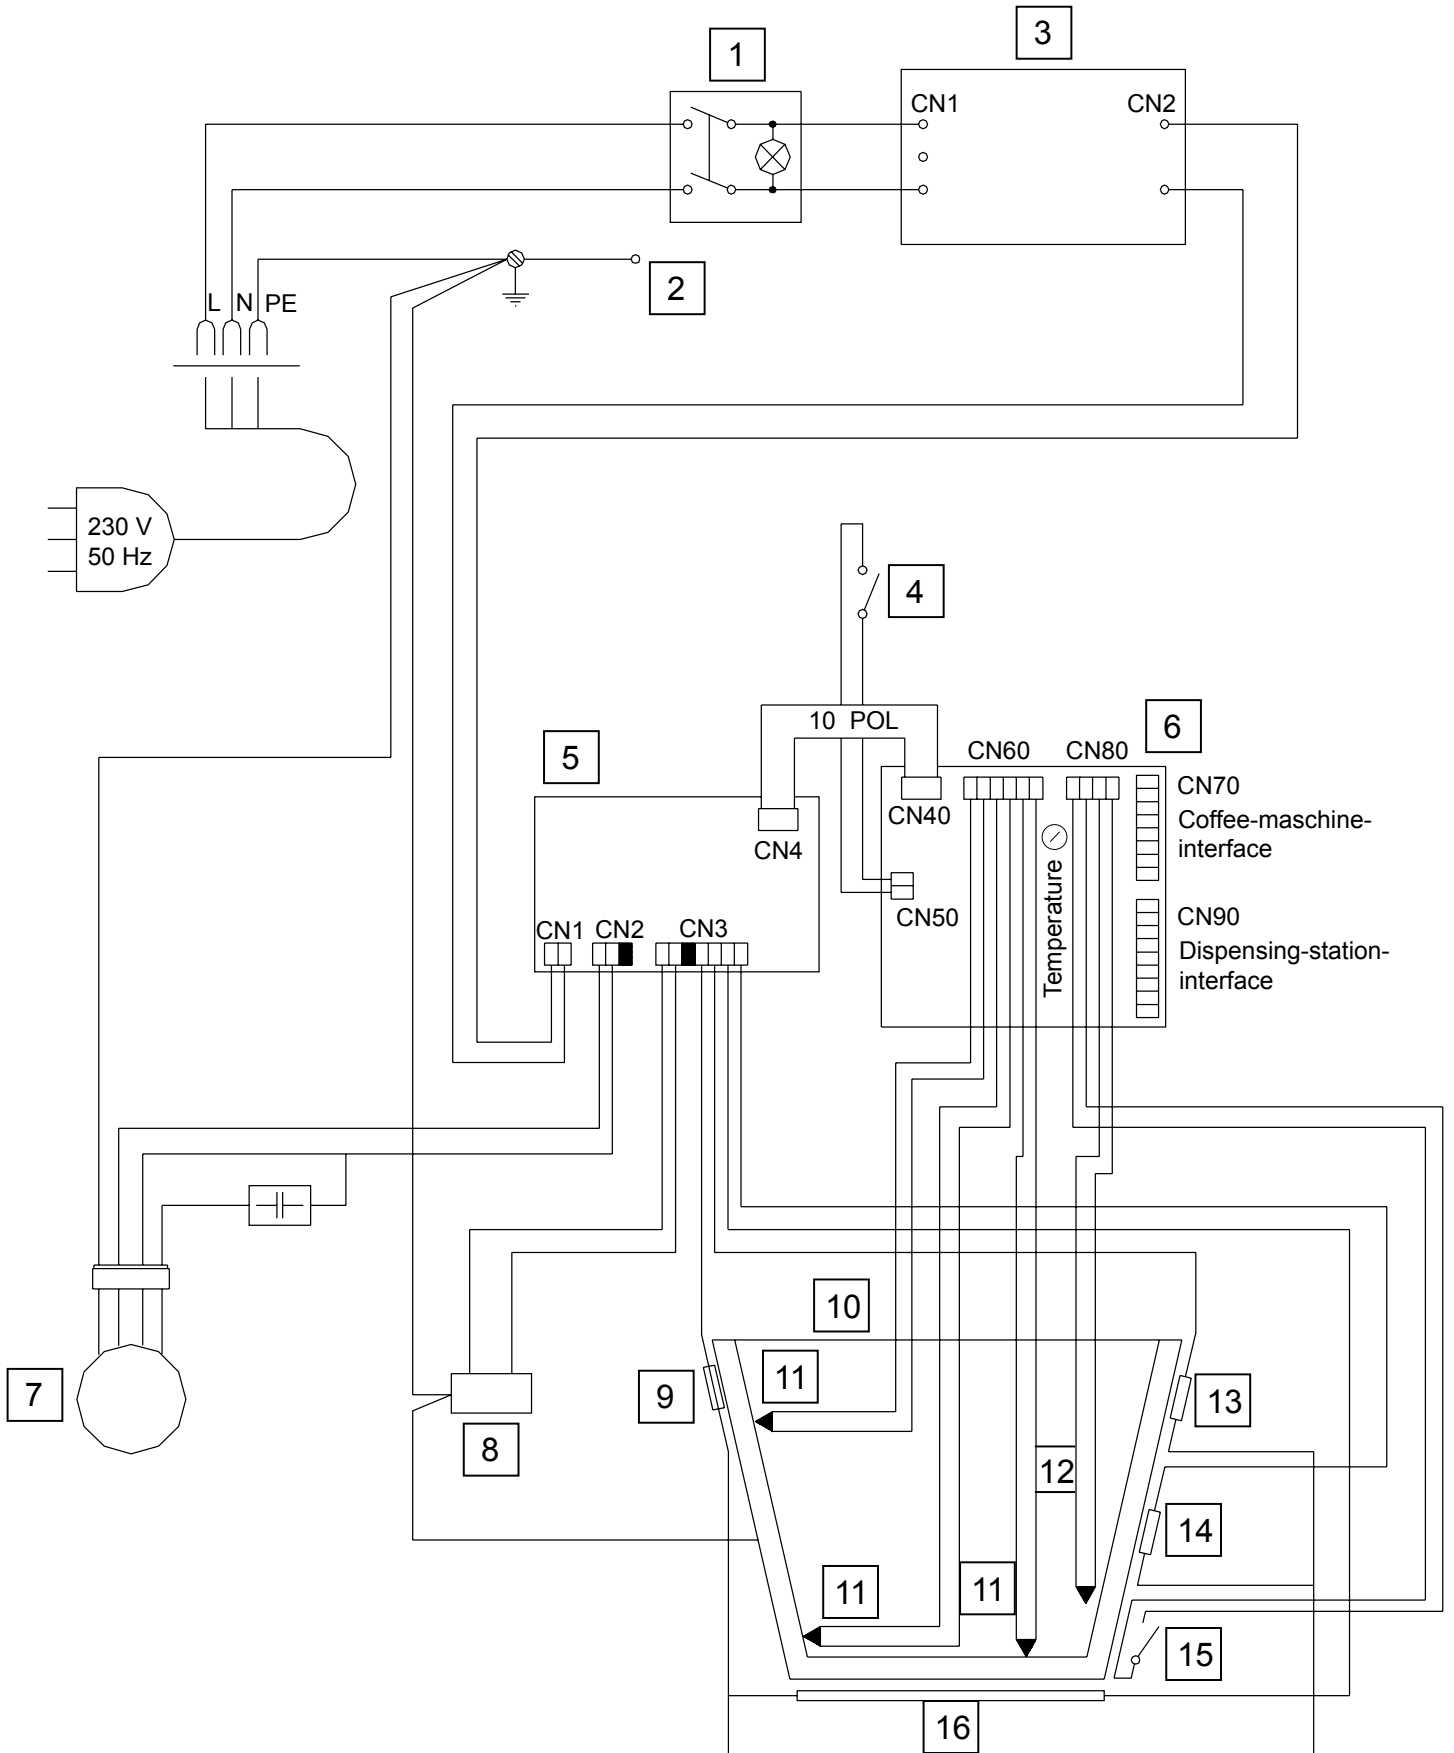 1
3
CN1
CN2
2
L
N
PE
230 V
50 Hz
4
10 POL
6
5
CN60
CN80
CN70
CN40
Coffee-maschine-
interface
CN4
Temperature
CN50
CN90
CN1
CN2
CN3
Dispensing-station-
interface
10
11
9
13
7
8
12
14
11
11
15
16